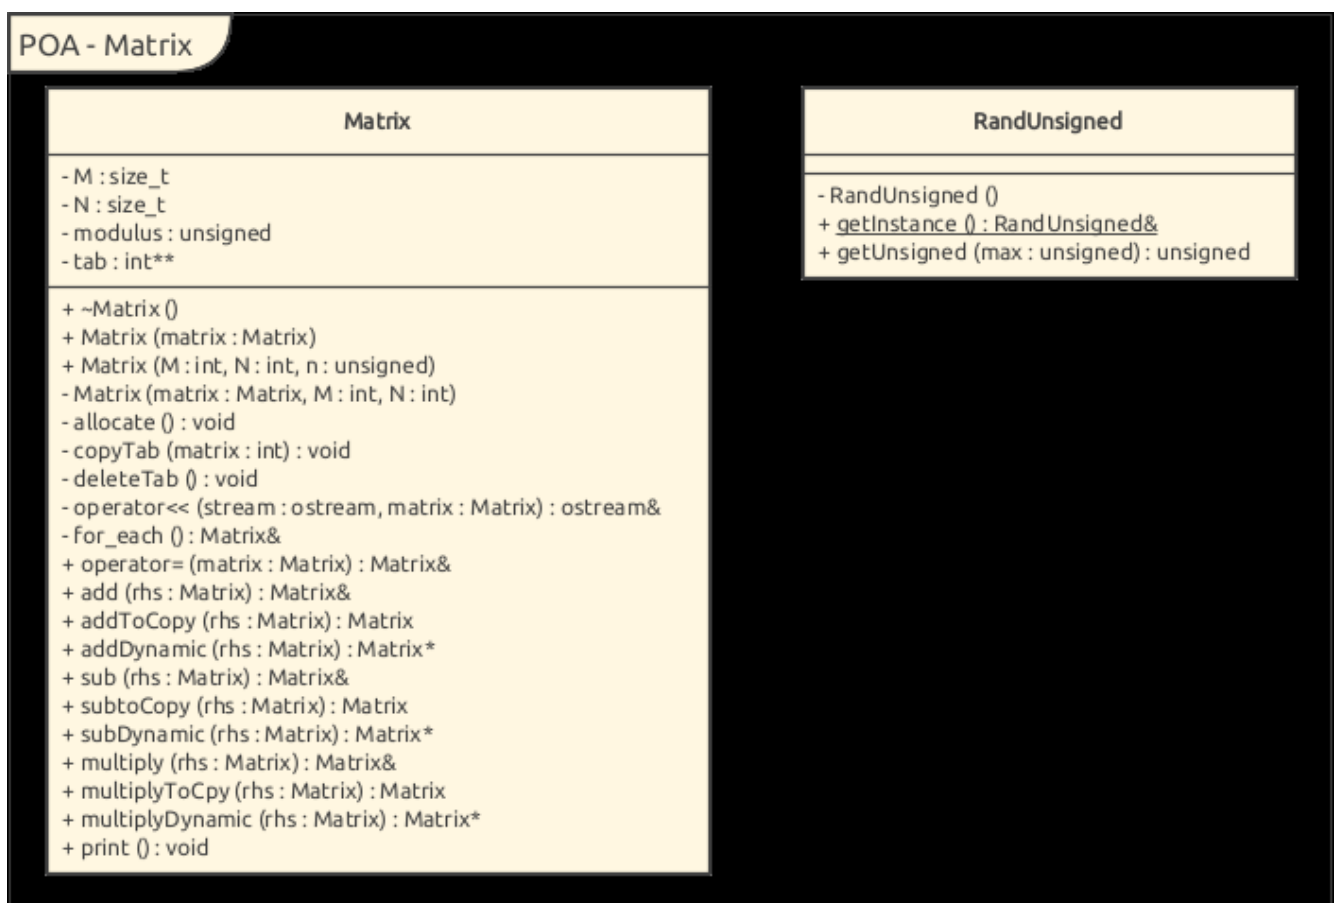 POA - Matrix
Matrix
- M : size_t
- N : size_t
- modulus : unsigned
- tab : int**
+ ~Matrix ()
+ Matrix (matrix : Matrix)
+ Matrix (M : int, N : int, n : unsigned)
- Matrix (matrix : Matrix, M : int, N : int)
- allocate () : void
- copyTab (matrix : int) : void
- deleteTab () : void
- operator<< (stream : ostream, matrix : Matrix) : ostream&
- for_each () : Matrix&
+ operator= (matrix : Matrix) : Matrix&
+ add (rhs : Matrix) : Matrix&
+ addToCopy (rhs : Matrix) : Matrix
+ addDynamic (rhs : Matrix) : Matrix*
+ sub (rhs : Matrix) : Matrix&
+ subtoCopy (rhs : Matrix) : Matrix
+ subDynamic (rhs : Matrix) : Matrix*
+ multiply (rhs : Matrix) : Matrix&
+ multiplyToCpy (rhs : Matrix) : Matrix
+ multiplyDynamic (rhs : Matrix) : Matrix*
+ print () : void
RandUnsigned
- RandUnsigned ()
+ getInstance () : RandUnsigned&
+ getUnsigned (max : unsigned) : unsigned